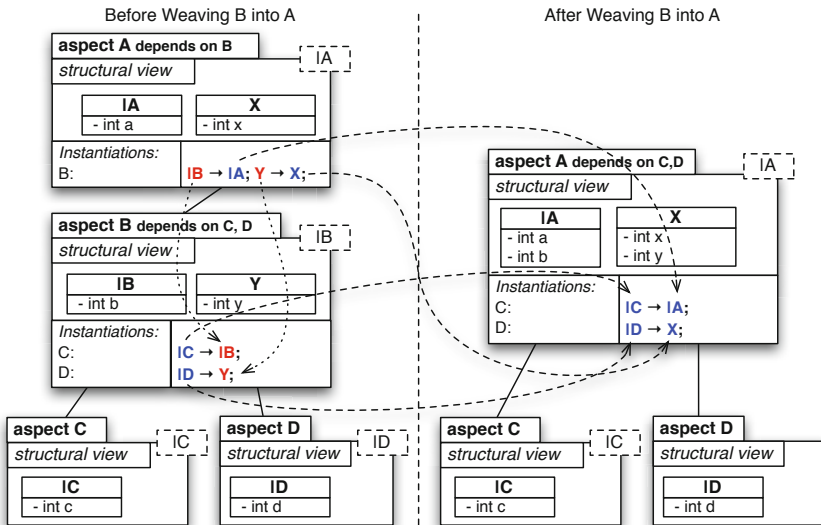 Before Weaving B into A
After Weaving B into A
aspect A depends on B
IA
structural view
IA
X
- int a
- int x
Instantiations:
B:
IB → IA; Y → X;
aspect B depends on C, D
IB
structural view
IB
Y
- int b
- int y
Instantiations:
C:
IC → IB;
D:
ID → Y;
aspect C
IC
structural view
IC
- int c
aspect D
ID
structural view
ID
- int d
aspect A depends on C,D
IA
structural view
IA
X
- int a
- int b
- int x
- int y
Instantiations:
C:
IC → IA;
D:
ID → X;
aspect C
IC
structural view
IC
- int c
aspect D
structural view
ID
- int d